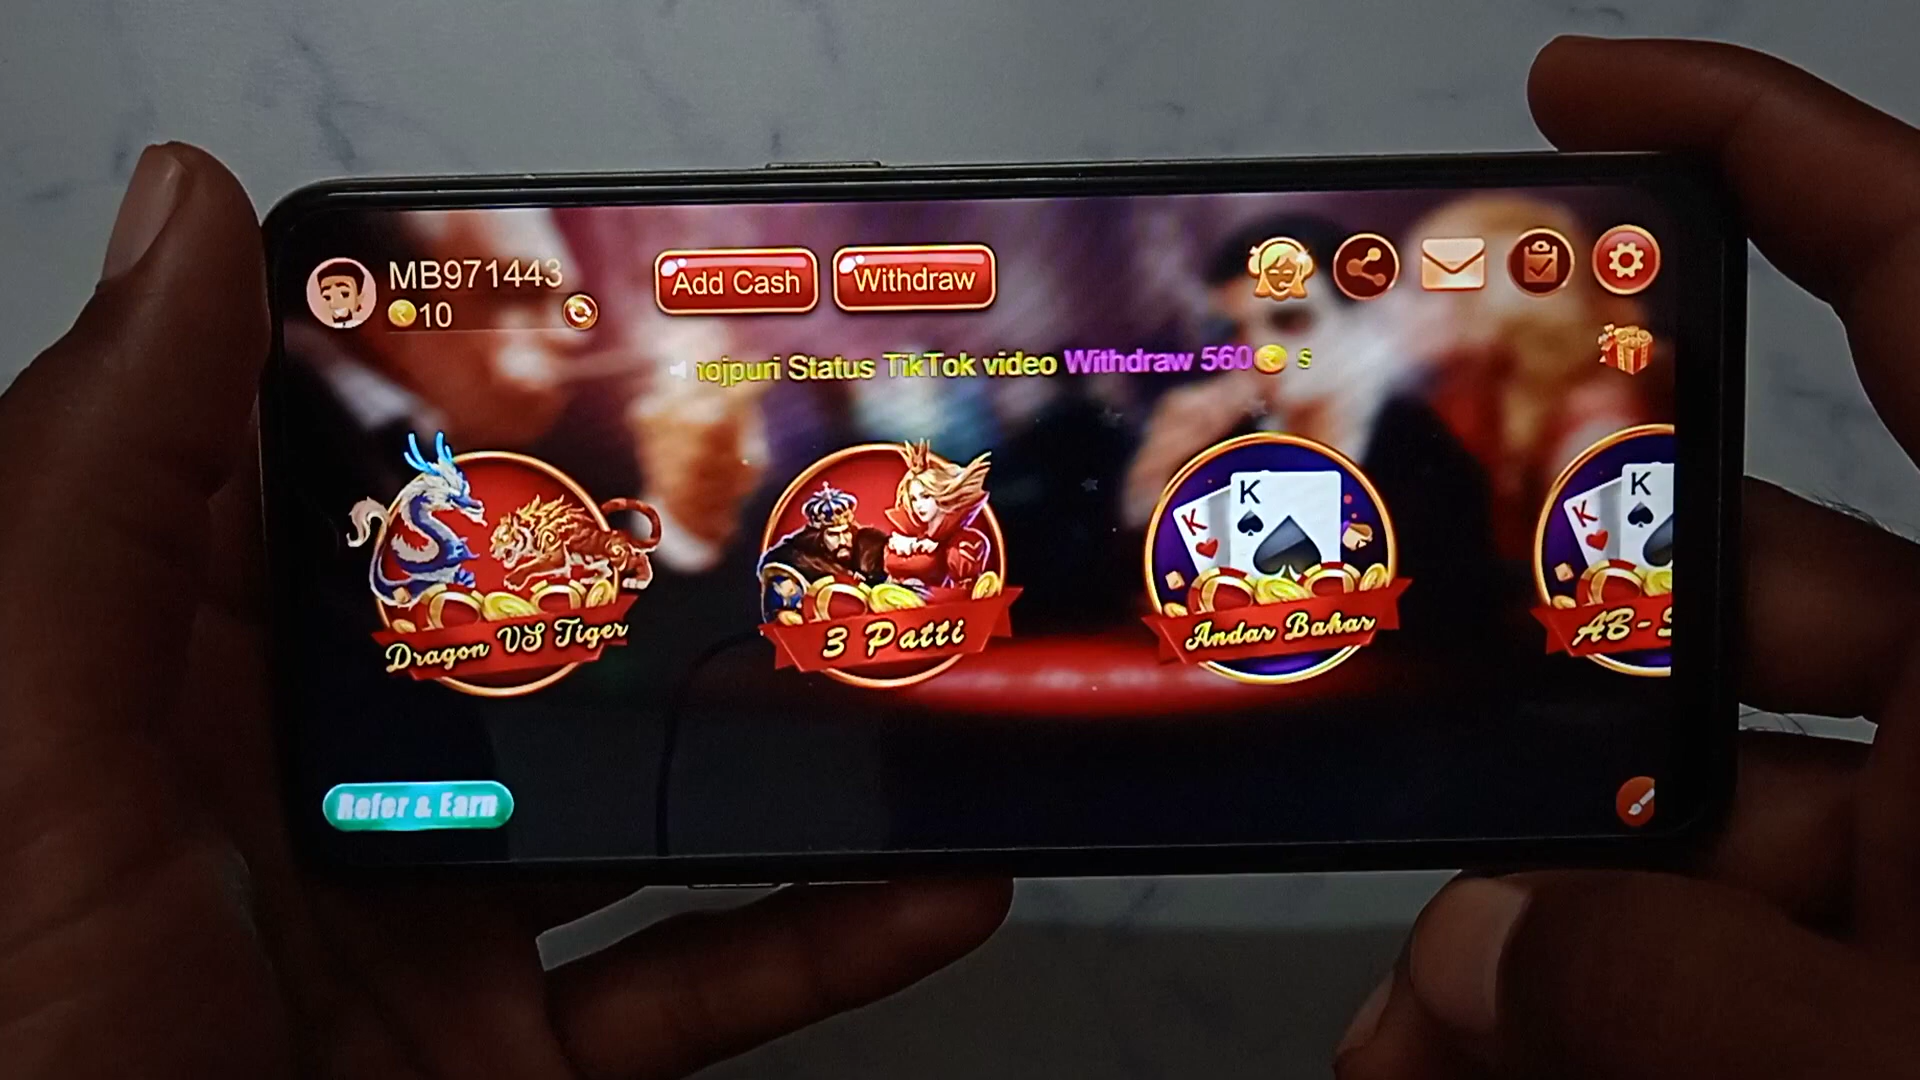 MB971443
10
Add Cash
Withdraw
Status TikTok video Withdraw 560
Dragon VS Tiger
3 Patti
K
K
Andar Bahar
K
K
AB-
Refer & Earn